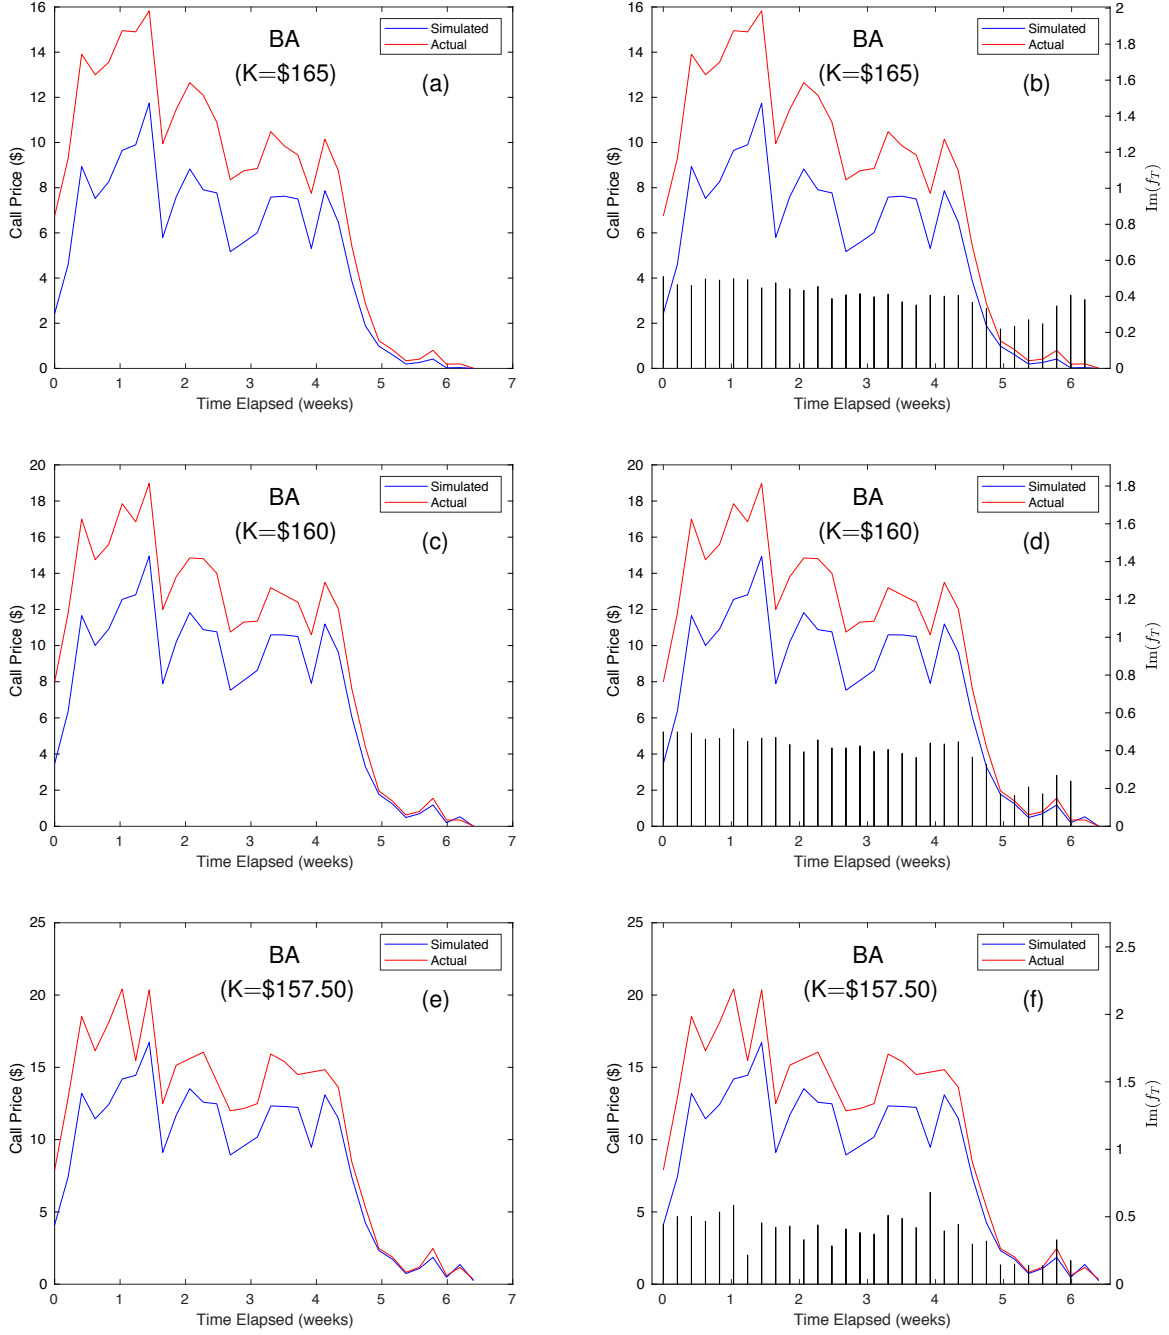 16
14
12
10
8
6
4
2
0
Call Price ($)
0 1 2 3 4 5 6 7
Time Elapsed (weeks)
BA
(K=$165)
(a)
Simulated
Actual
16
14
12
10
8
6
4
2
0
Call Price ($)
0 1 2 3 4 5 6
Time Elapsed (weeks)
BA
(K=$165)
(b)
Simulated
Actual
2
1.8
1.6
1.4
1.2
1
0.8
0.6
0.4
0.2
0
Im(f_T)
20
18
16
14
12
10
8
6
4
2
0
Call Price ($)
0 1 2 3 4 5 6 7
Time Elapsed (weeks)
BA
(K=$160)
(c)
Simulated
Actual
20
18
16
14
12
10
8
6
4
2
0
Call Price ($)
0 1 2 3 4 5 6
Time Elapsed (weeks)
BA
(K=$160)
(d)
Simulated
Actual
1.8
1.6
1.4
1.2
1
0.8
0.6
0.4
0.2
0
Im(f_T)
25
20
15
10
5
0
Call Price ($)
0 1 2 3 4 5 6 7
Time Elapsed (weeks)
BA
(K=$157.50)
(e)
Simulated
Actual
25
20
15
10
5
0
Call Price ($)
0 1 2 3 4 5 6
Time Elapsed (weeks)
BA
(K=$157.50)
(f)
Simulated
Actual
2.5
2
1.5
1
0.5
0
Im(f_T)